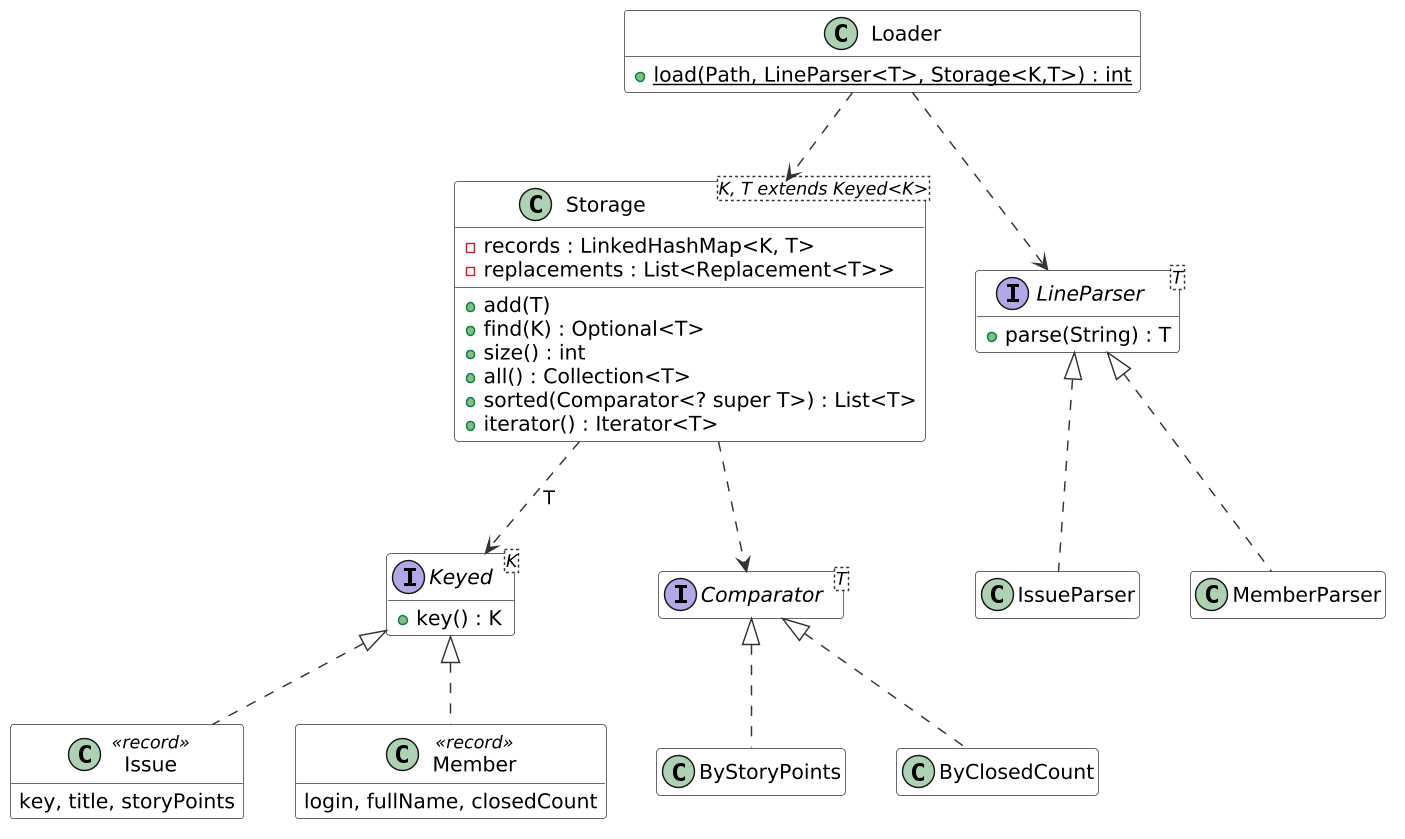 C Loader
load(Path, LineParser<T>, Storage<K,T>) : int
K, T extends Keyed<K>
C Storage
records : LinkedHashMap<K, T>
replacements : List<Replacement<T>>
add(T)
find(K) : Optional<T>
size() : int
all() : Collection<T>
sorted(Comparator<? super T>) : List<T>
iterator() : Iterator<T>
T
I LineParser
parse(String) : T
T
K
I Keyed
key() : K
T
I Comparator
C IssueParser
C MemberParser
«record»
C Issue
key, title, storyPoints
«record»
C Member
login, fullName, closedCount
C ByStoryPoints
C ByClosedCount